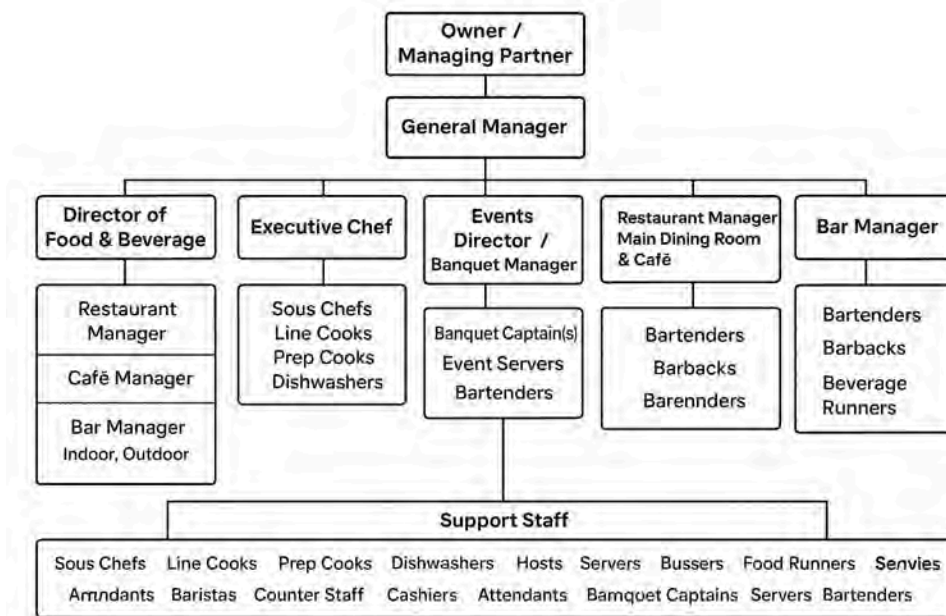 Owner /
Managing Partner
General Manager
Director of
Food & Beverage
Executive Chef
Events
Director /
Banquet Manager
Restaurant Manager
Main Dining Room
& Café
Bar Manager
Restaurant
Manager
Café Manager
Bar Manager
Indoor, Outdoor
Sous Chefs
Line Cooks
Prep Cooks
Dishwashers
Banquet Captain(s)
Event Servers
Bartenders
Bartenders
Barbacks
Barennders
Bartenders
Barbacks
Beverage
Runners
Support Staff
Sous Chefs Line Cooks Prep Cooks Dishwashers Hosts Servers Bussers Food Runners Senvies
Amndants Baristas Counter Staff Cashiers Attendants Bamquet Captains Servers Bartenders